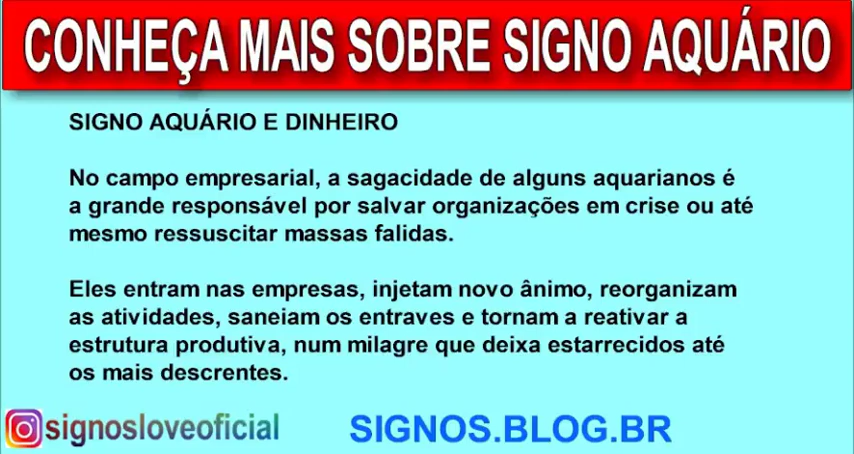 CONHEÇA MAIS SOBRE SIGNO AQUÁRIO
SIGNO AQUÁRIO E DINHEIRO
No campo empresarial, a sagacidade de alguns aquarianos é
a grande responsável por salvar organizações em crise ou até
mesmo ressuscitar massas falidas.
Eles entram nas empresas, injetam novo ânimo, reorganizam
as atividades, saneiam os entraves e tornam a reativar a
estrutura produtiva, num milagre que deixa estarrecidos até
os mais descrentes.
signosloveoficial
SIGNOS.BLOG.BR